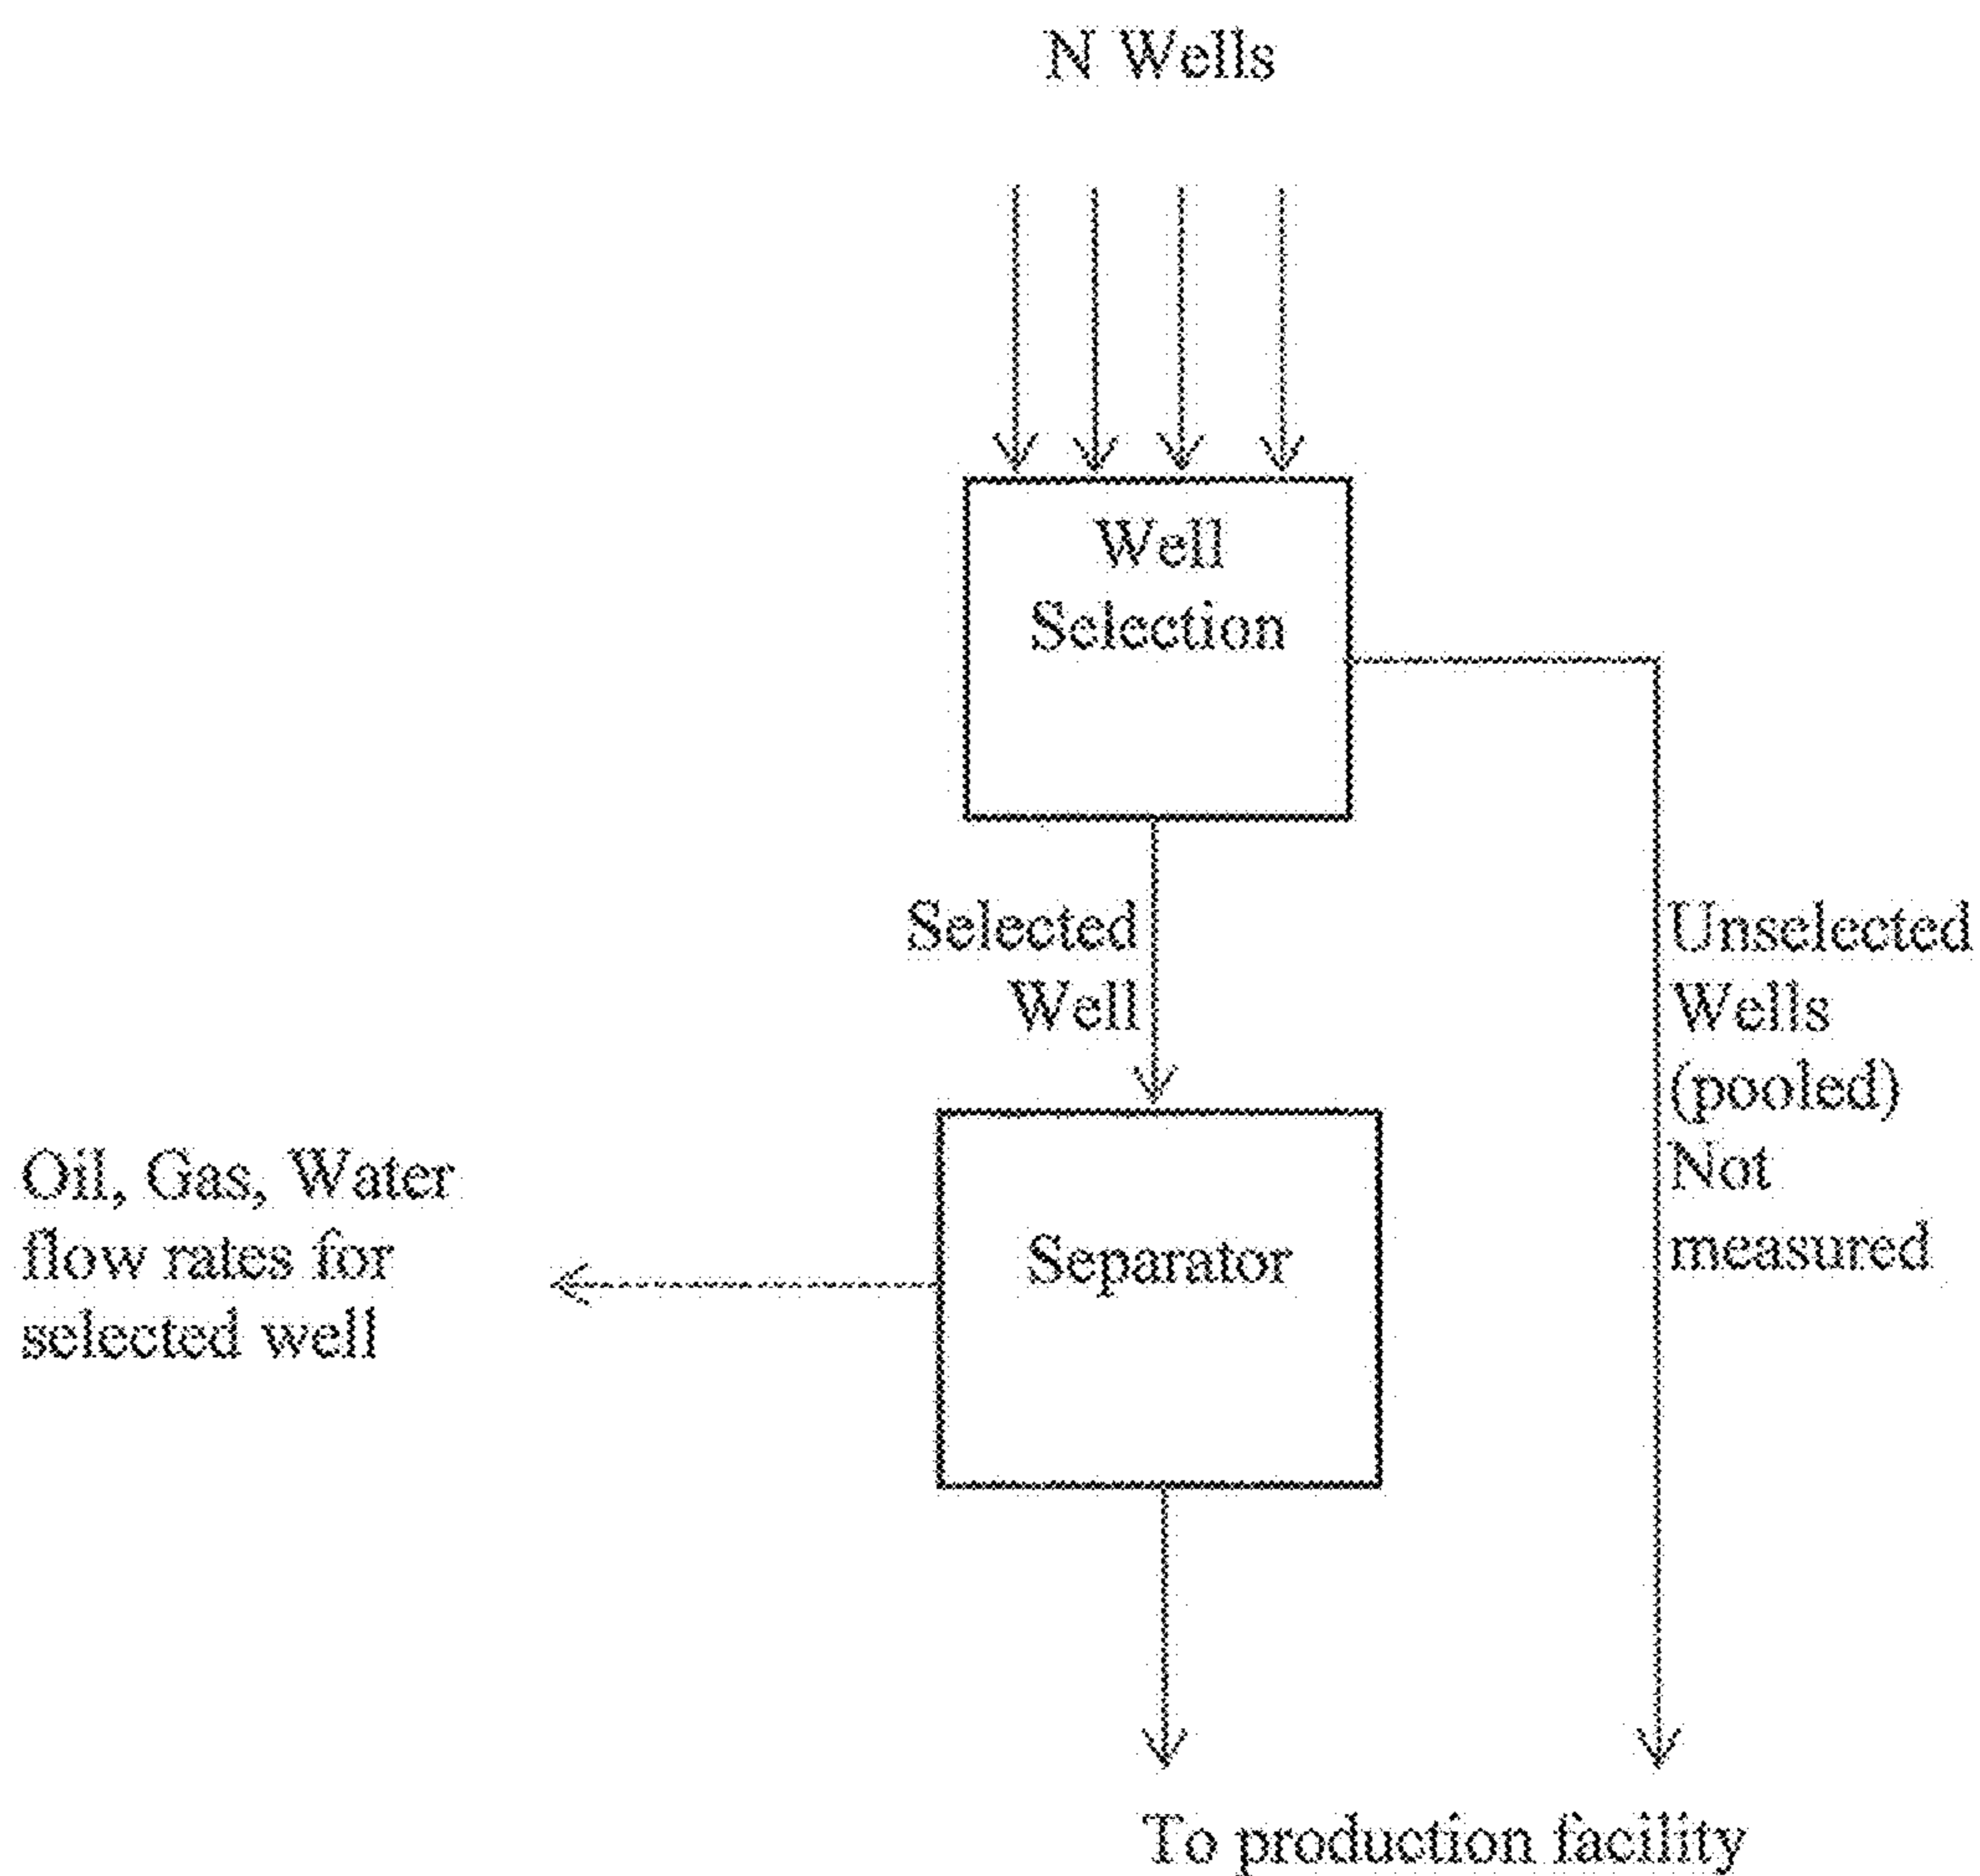 N Wells
Well
Selection
Selected
Well
Unselected
Wells
(pooled)
Not
measured
Oil, Gas, Water
flow rates for
selected well
Separator
To production facility